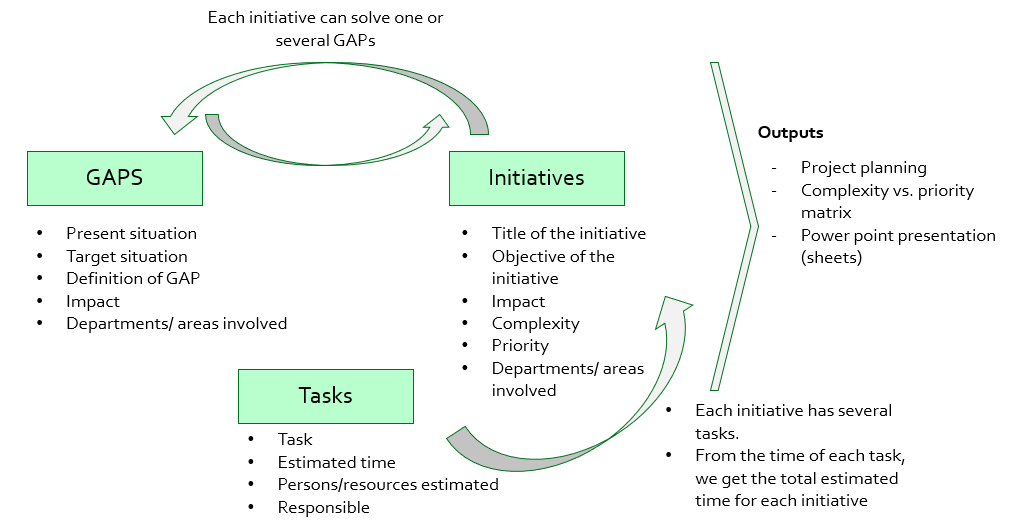 Each initiative can solve one or
several GAPs
GAPS
• Present situation
• Target situation
• Definition of GAP
• Impact
• Departments/ areas involved
Initiatives
• Title of the initiative
• Objective of the
initiative
• Impact
• Complexity
• Priority
• Departments/ areas
involved
Tasks
• Task
• Estimated time
• Persons/resources estimated
• Responsible
Outputs
- Project planning
- Complexity vs. priority
matrix
- Power point presentation
(sheets)
• Each initiative has several
tasks.
• From the time of each task,
we get the total estimated
time for each initiative